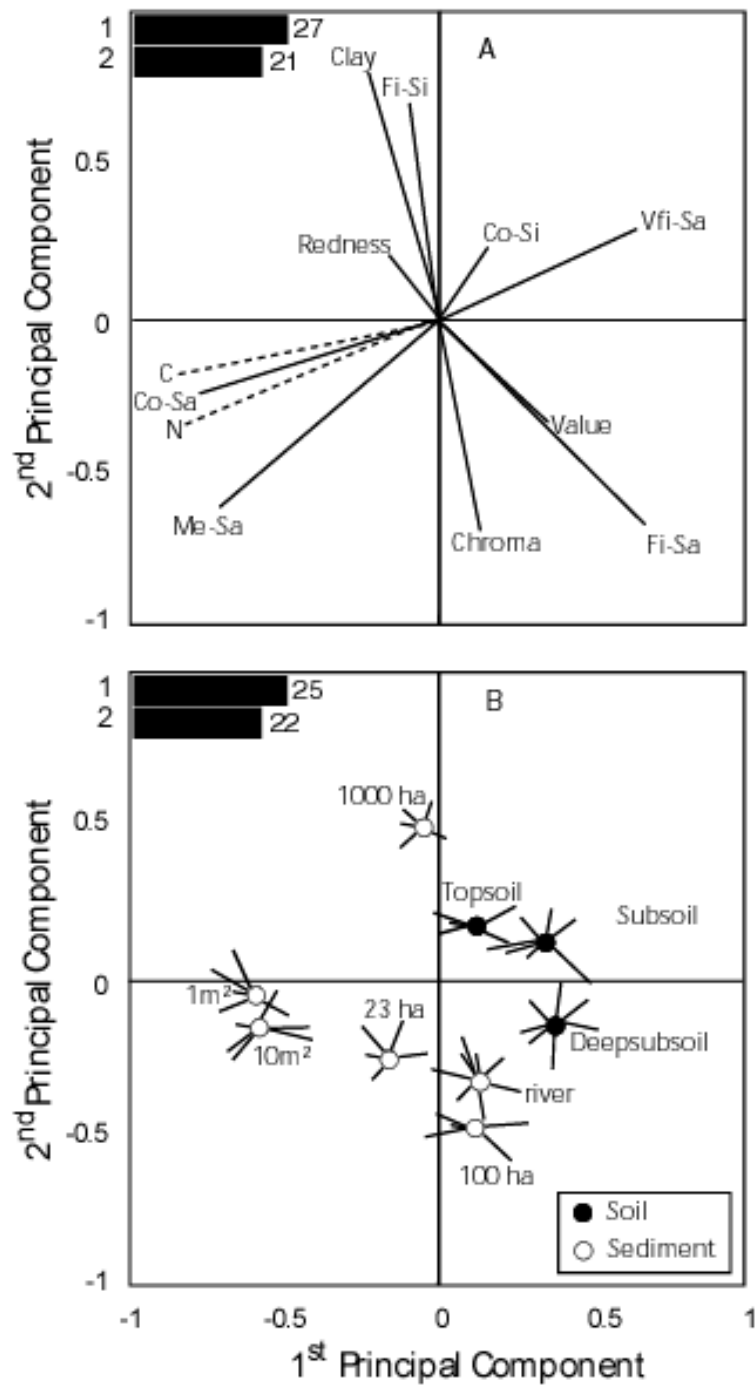 1 27 A
2 21
Clay
Fi-Si
0.5
Redness
Co-Si
Vfi-Sa
0
C
Co-Sa
N
Value
-0.5
Me-Sa
Chroma
Fi-Sa
-1
2nd Principal Component
1 25 B
2 22
1000 ha
0.5
Topsoil
Subsoil
0
1m²
23 ha
10m²
Deepsubsoil
river
-0.5
100 ha
Soil
Sediment
-1
2nd Principal Component
-1 -0.5 0 0.5 1
1st Principal Component